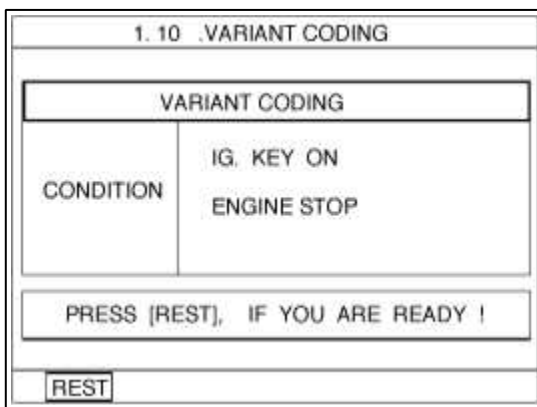 1. 10 .VARIANT CODING
VARIANT CODING
CONDITION
IG. KEY ON
ENGINE STOP
PRESS [REST], IF YOU ARE READY !
REST